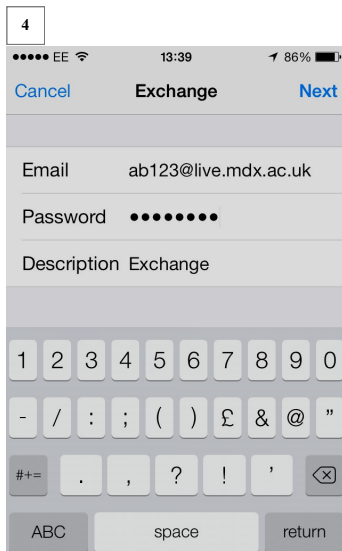 4
EE 13:39 86%
Cancel Exchange Next
Email ab123@live.mdx.ac.uk
Password ●●●●●●●●
Description Exchange
1 2 3 4 5 6 7 8 9 0
- / : ; ( ) £ & @ ”
#+= . , ? ! ’
ABC space return